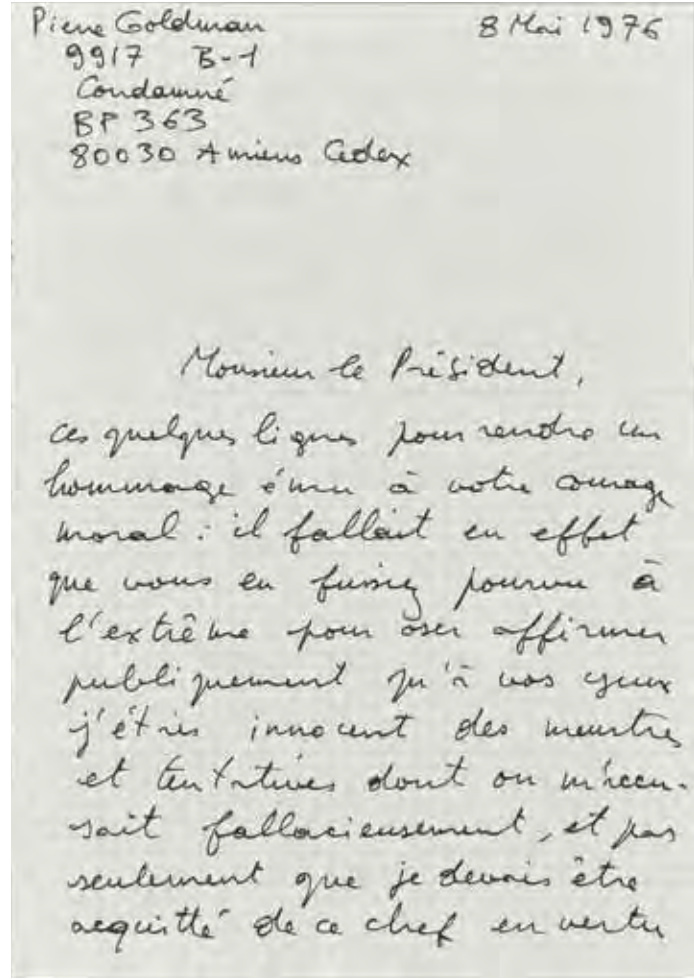 Pierre Goldman 8 Mai 1976
9917 B-1
Condamné
BP 363
80030 Amiens Cedex
Monsieur le Président,
ces quelques lignes pour rendre un
hommage ému à votre courage
moral : il fallait en effet
que vous en fussiez pourvu à
l'extrême pour oser affirmer
publiquement qu'à vos yeux
j'étais innocent des meurtres
et tentatives dont on m'accu-
sait fallacieusement, et pas
seulement que je devais être
acquitté de ce chef en vertu